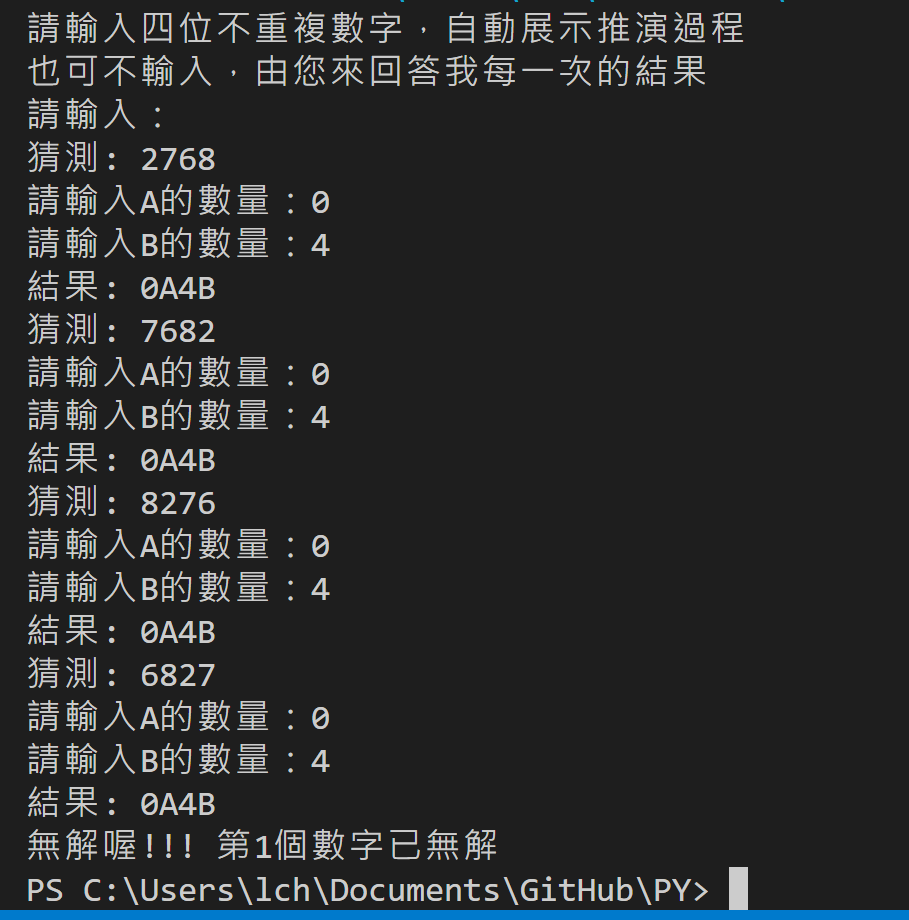 請輸入四位不重複數字，自動展示推演過程
也可不輸入，由您來回答我每一次的結果
請輸入：
猜測: 2768
請輸入A的數量：0
請輸入B的數量：4
結果: 0A4B
猜測: 7682
請輸入A的數量：0
請輸入B的數量：4
結果: 0A4B
猜測: 8276
請輸入A的數量：0
請輸入B的數量：4
結果: 0A4B
猜測: 6827
請輸入A的數量：0
請輸入B的數量：4
結果: 0A4B
無解喔!!! 第1個數字已無解
PS C:\Users\lch\Documents\GitHub\PY>